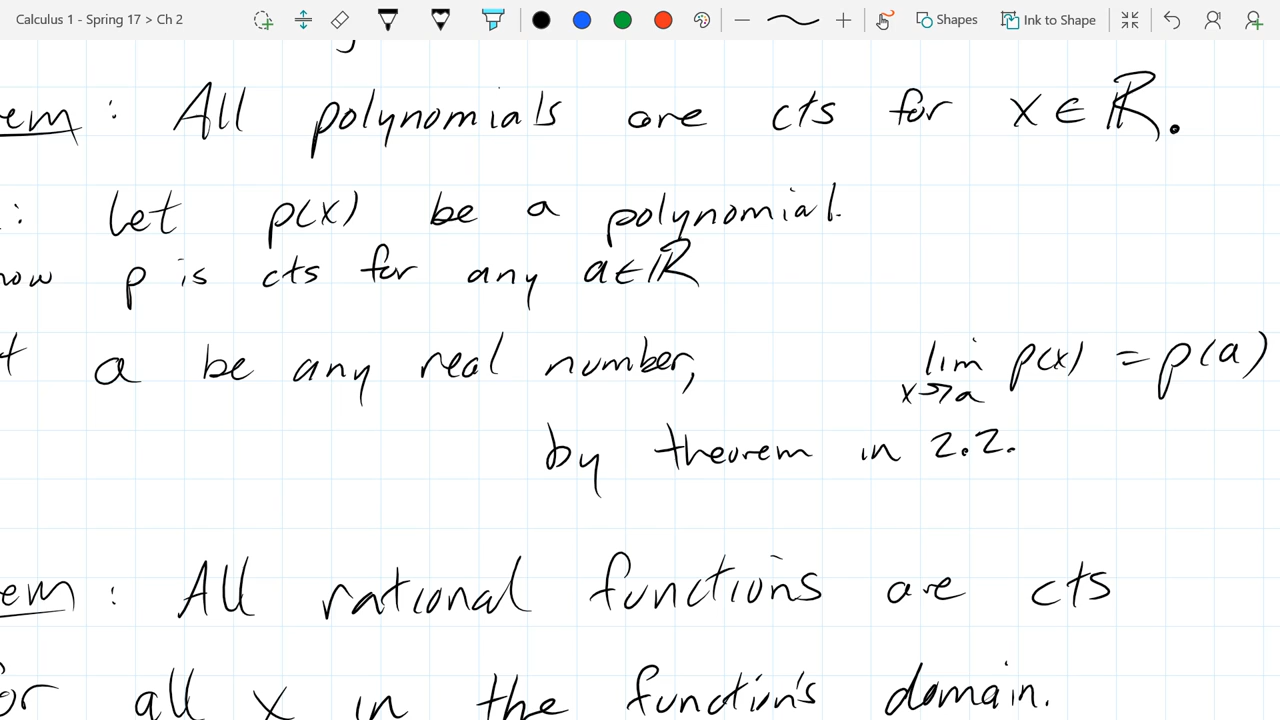 Calculus 1 - Spring 17 > Ch 2
Shapes
Ink to Shape
em: All polynomials are cts for x ∈ ℝ.
: Let p(x) be a polynomial.
now p is cts for any a ∈ ℝ
t a be any real number, lim x→a p(x) = p(a)
by theorem in 2.2.
em: All rational functions are cts
or all x in the function's domain.